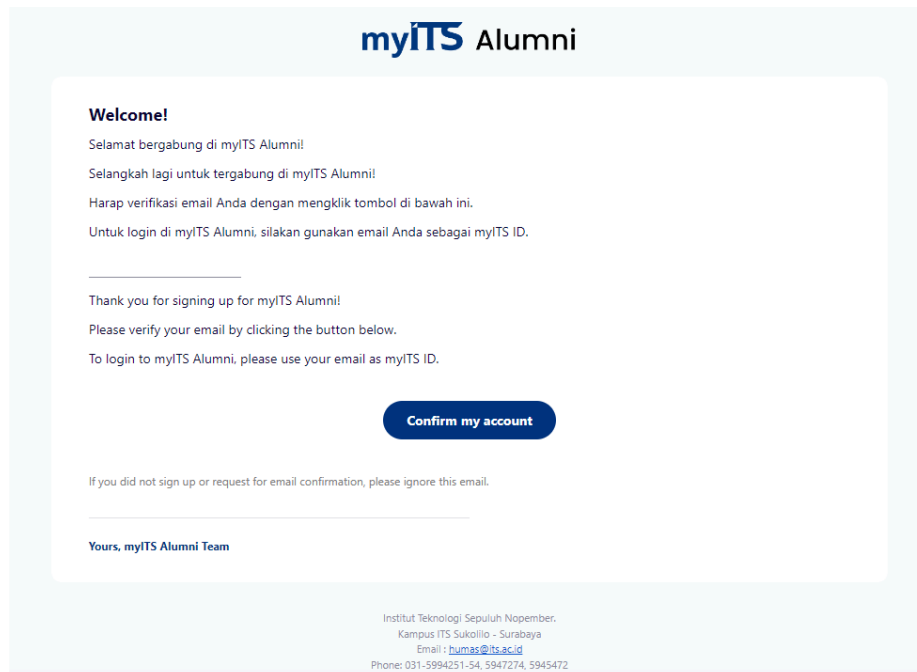 myITS Alumni
Welcome!
Selamat bergabung di myITS Alumni!
Selangkah lagi untuk tergabung di myITS Alumni!
Harap verifikasi email Anda dengan mengklik tombol di bawah ini.
Untuk login di myITS Alumni, silakan gunakan email Anda sebagai myITS ID.
Thank you for signing up for myITS Alumni!
Please verify your email by clicking the button below.
To login to myITS Alumni, please use your email as myITS ID.
Confirm my account
If you did not sign up or request for email confirmation, please ignore this email.
Yours, myITS Alumni Team
Institut Teknologi Sepuluh Nopember.
Kampus ITS Sukolilo - Surabaya
Email : humas@its.ac.id
Phone: 031-5994251-54, 5947274, 5945472